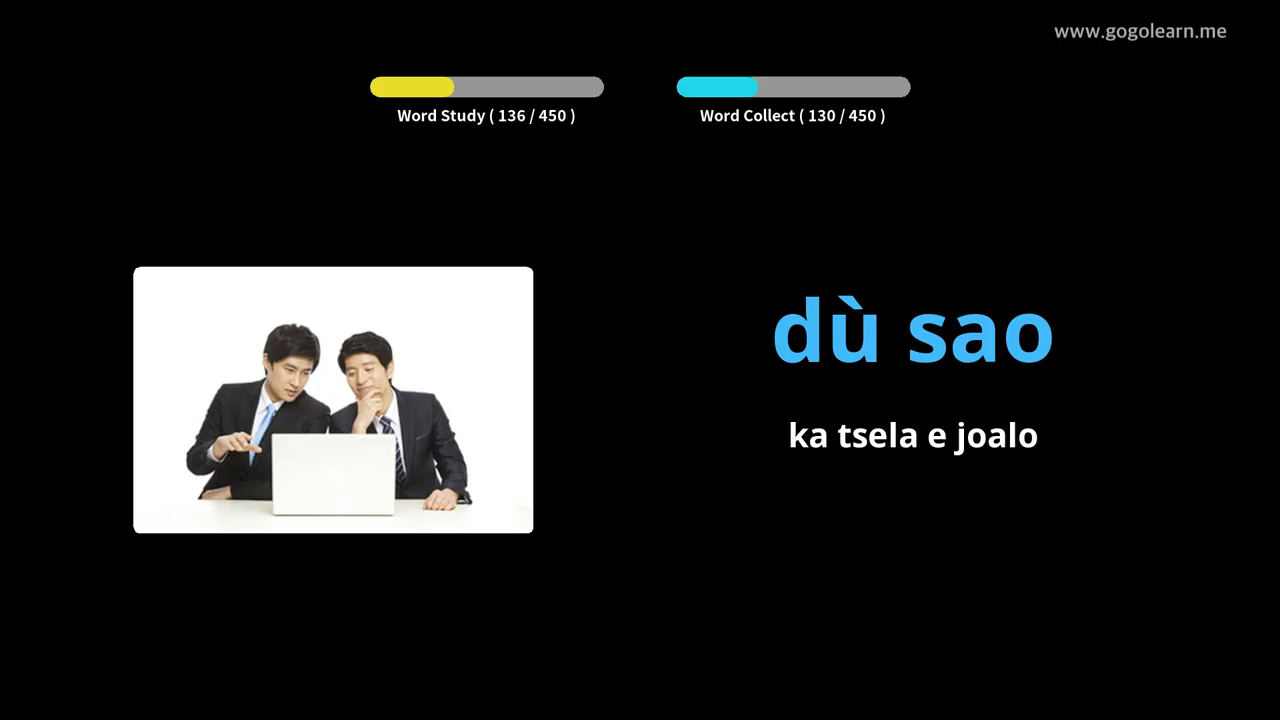 www.gogolearn.me
Word Study ( 136 / 450 )
Word Collect ( 130 / 450 )
dù sao
ka tsela e joalo